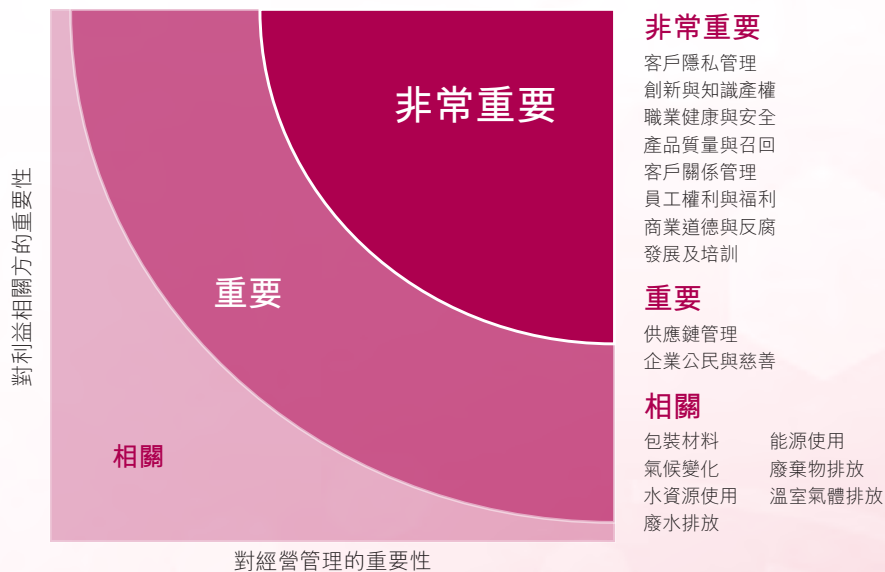 對利益相關方的重要性
非常重要
重要
相關
對經營管理的重要性
非常重要
客戶隱私管理
創新與知識產權
職業健康與安全
產品質量與召回
客戶關係管理
員工權利與福利
商業道德與反腐
發展及培訓
重要
供應鏈管理
企業公民與慈善
相關
包裝材料 能源使用
氣候變化 廢棄物排放
水資源使用 溫室氣體排放
廢水排放